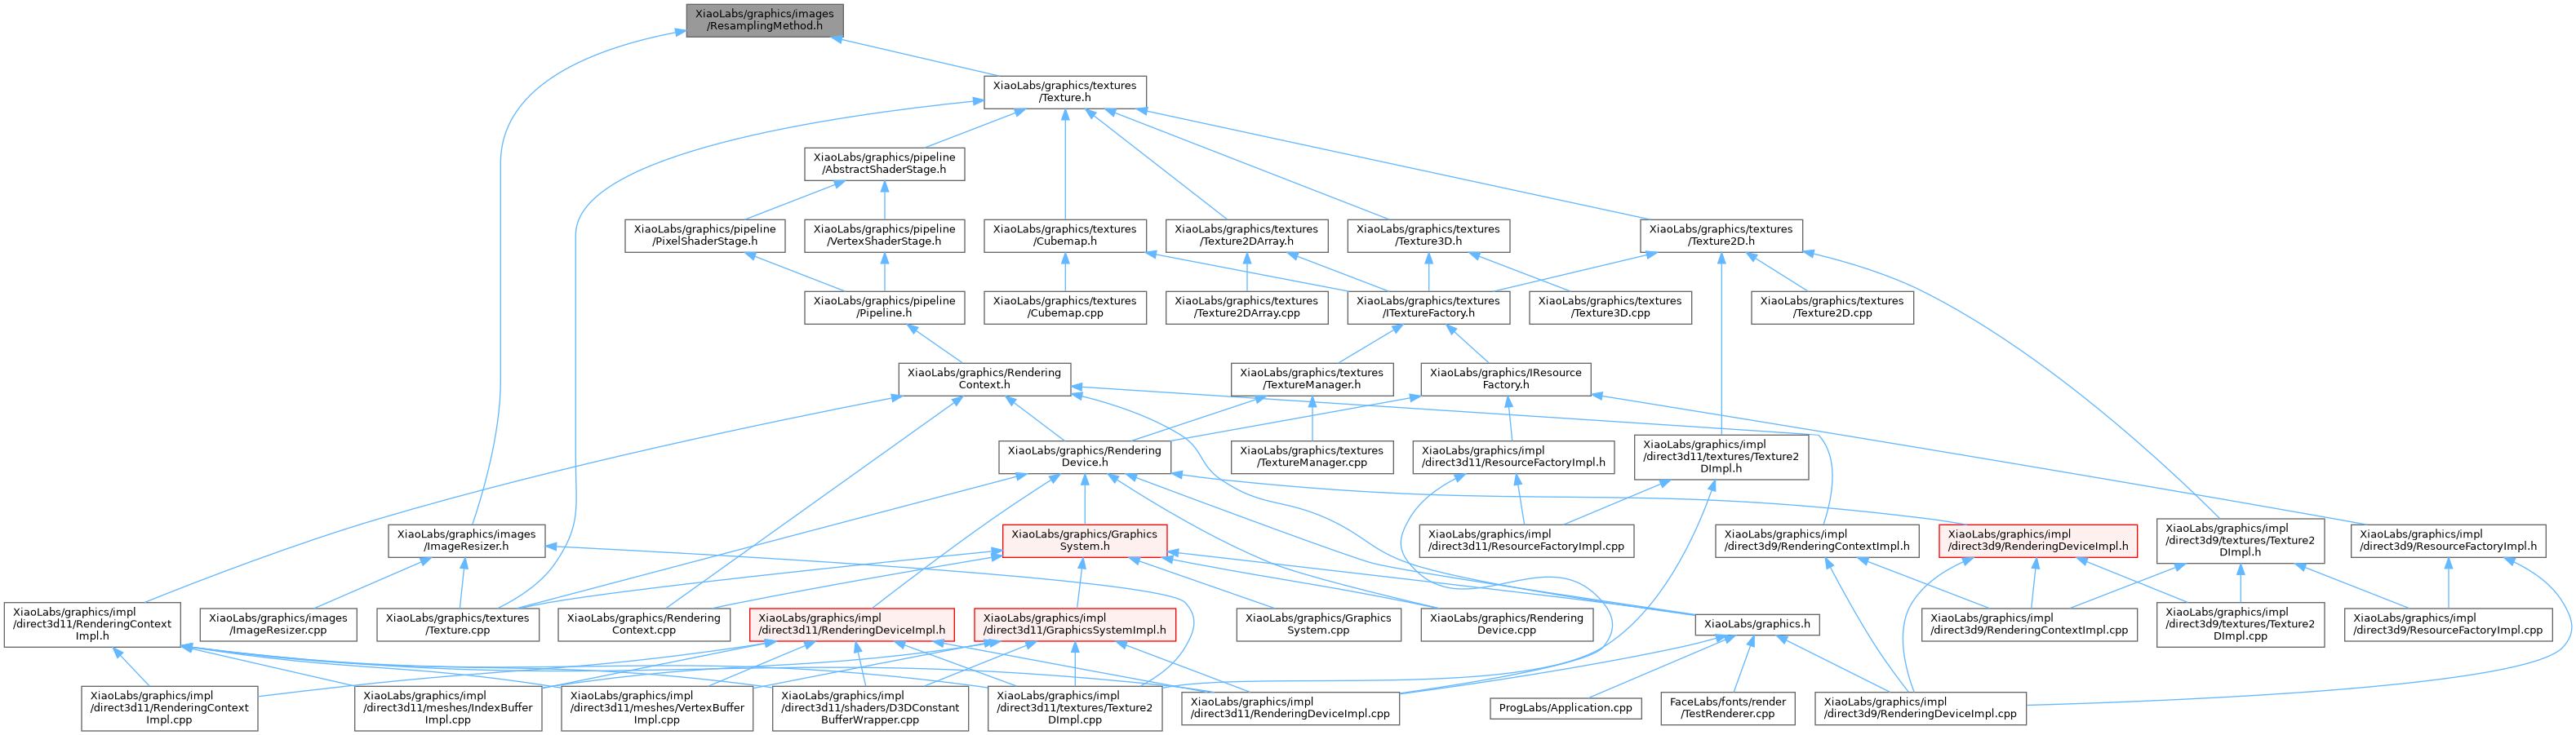 XiaoLabs/graphics/images
/ResamplingMethod.h
XiaoLabs/graphics/textures
/Texture.h
XiaoLabs/graphics/pipeline
/AbstractShaderStage.h
XiaoLabs/graphics/pipeline
/PixelShaderStage.h
XiaoLabs/graphics/pipeline
/VertexShaderStage.h
XiaoLabs/graphics/textures
/Cubemap.h
XiaoLabs/graphics/textures
/Texture2DArray.h
XiaoLabs/graphics/textures
/Texture3D.h
XiaoLabs/graphics/textures
/Texture2D.h
XiaoLabs/graphics/pipeline
/Pipeline.h
XiaoLabs/graphics/textures
/Cubemap.cpp
XiaoLabs/graphics/textures
/Texture2DArray.cpp
XiaoLabs/graphics/textures
/ITextureFactory.h
XiaoLabs/graphics/textures
/Texture3D.cpp
XiaoLabs/graphics/textures
/Texture2D.cpp
XiaoLabs/graphics/Rendering
Context.h
XiaoLabs/graphics/textures
/TextureManager.h
XiaoLabs/graphics/IResource
Factory.h
XiaoLabs/graphics/Rendering
Device.h
XiaoLabs/graphics/textures
/TextureManager.cpp
XiaoLabs/graphics/impl
/direct3d11/ResourceFactoryImpl.h
XiaoLabs/graphics/impl
/direct3d11/textures/Texture2
DImpl.h
XiaoLabs/graphics/images
/ImageResizer.h
XiaoLabs/graphics/Graphics
System.h
XiaoLabs/graphics/impl
/direct3d11/ResourceFactoryImpl.cpp
XiaoLabs/graphics/impl
/direct3d9/RenderingContextImpl.h
XiaoLabs/graphics/impl
/direct3d9/RenderingDeviceImpl.h
XiaoLabs/graphics/impl
/direct3d9/textures/Texture2
DImpl.h
XiaoLabs/graphics/impl
/direct3d9/ResourceFactoryImpl.h
XiaoLabs/graphics/impl
/direct3d11/RenderingContext
Impl.h
XiaoLabs/graphics/images
/ImageResizer.cpp
XiaoLabs/graphics/textures
/Texture.cpp
XiaoLabs/graphics/Rendering
Context.cpp
XiaoLabs/graphics/impl
/direct3d11/RenderingDeviceImpl.h
XiaoLabs/graphics/impl
/direct3d11/GraphicsSystemImpl.h
XiaoLabs/graphics/Graphics
System.cpp
XiaoLabs/graphics/Rendering
Device.cpp
XiaoLabs/graphics.h
XiaoLabs/graphics/impl
/direct3d9/RenderingContextImpl.cpp
XiaoLabs/graphics/impl
/direct3d9/textures/Texture2
DImpl.cpp
XiaoLabs/graphics/impl
/direct3d9/ResourceFactoryImpl.cpp
XiaoLabs/graphics/impl
/direct3d11/RenderingContext
Impl.cpp
XiaoLabs/graphics/impl
/direct3d11/meshes/IndexBuffer
Impl.cpp
XiaoLabs/graphics/impl
/direct3d11/meshes/VertexBuffer
Impl.cpp
XiaoLabs/graphics/impl
/direct3d11/shaders/D3DConstant
BufferWrapper.cpp
XiaoLabs/graphics/impl
/direct3d11/textures/Texture2
DImpl.cpp
XiaoLabs/graphics/impl
/direct3d11/RenderingDeviceImpl.cpp
ProgLabs/Application.cpp
FaceLabs/fonts/render
/TestRenderer.cpp
XiaoLabs/graphics/impl
/direct3d9/RenderingDeviceImpl.cpp